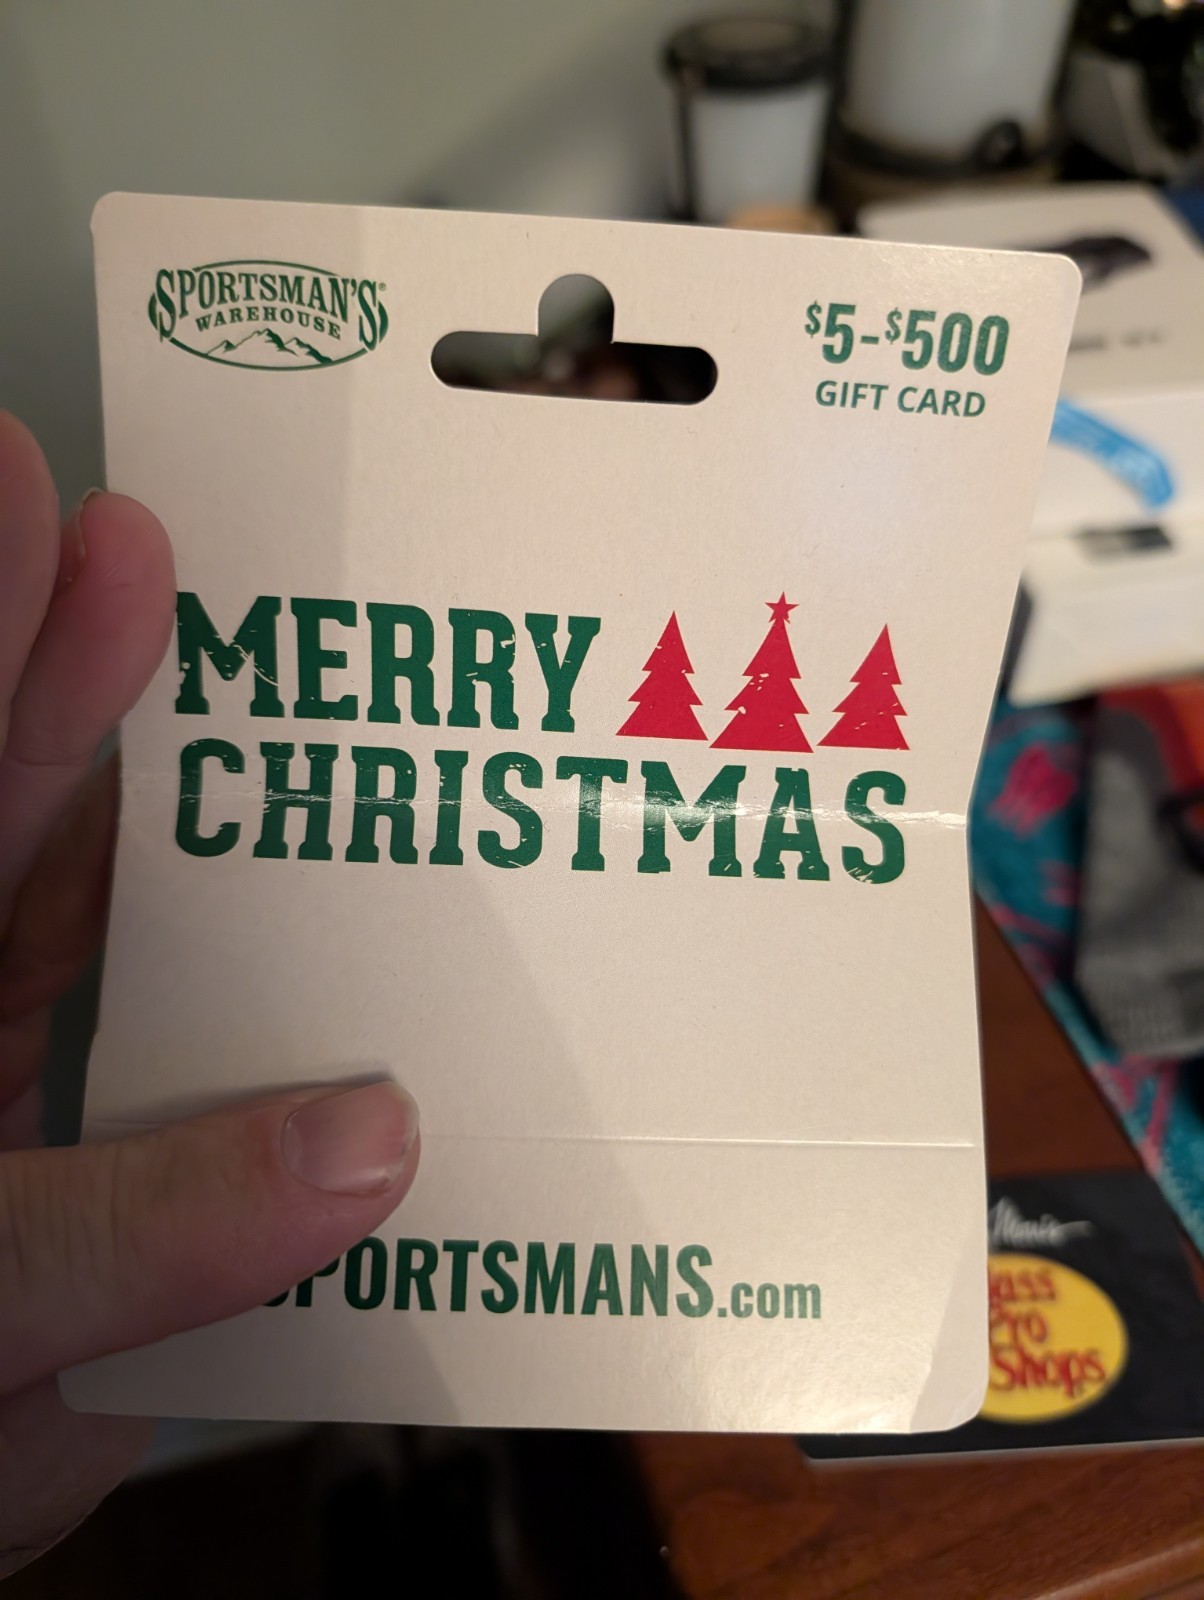 SPORTSMAN'S®
WAREHOUSE
$5-$500
GIFT CARD
MERRY
CHRISTMAS
SPORTSMANS.com
Bass
Pro
Shops